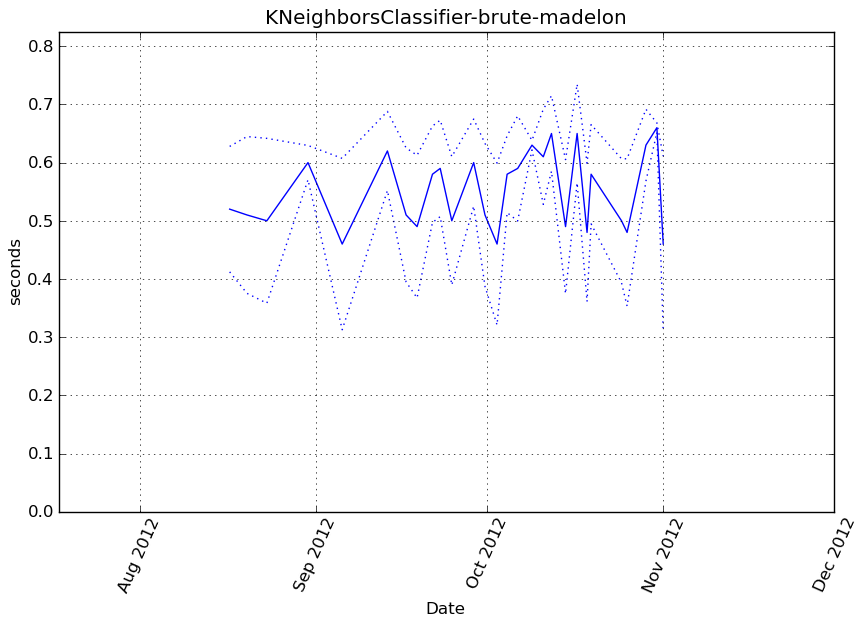 KNeighborsClassifier-brute-madelon
0.8
0.7
0.6
0.5
0.4
0.3
0.2
0.1
0.0
seconds
Aug 2012
Sep 2012
Oct 2012
Nov 2012
Dec 2012
Date